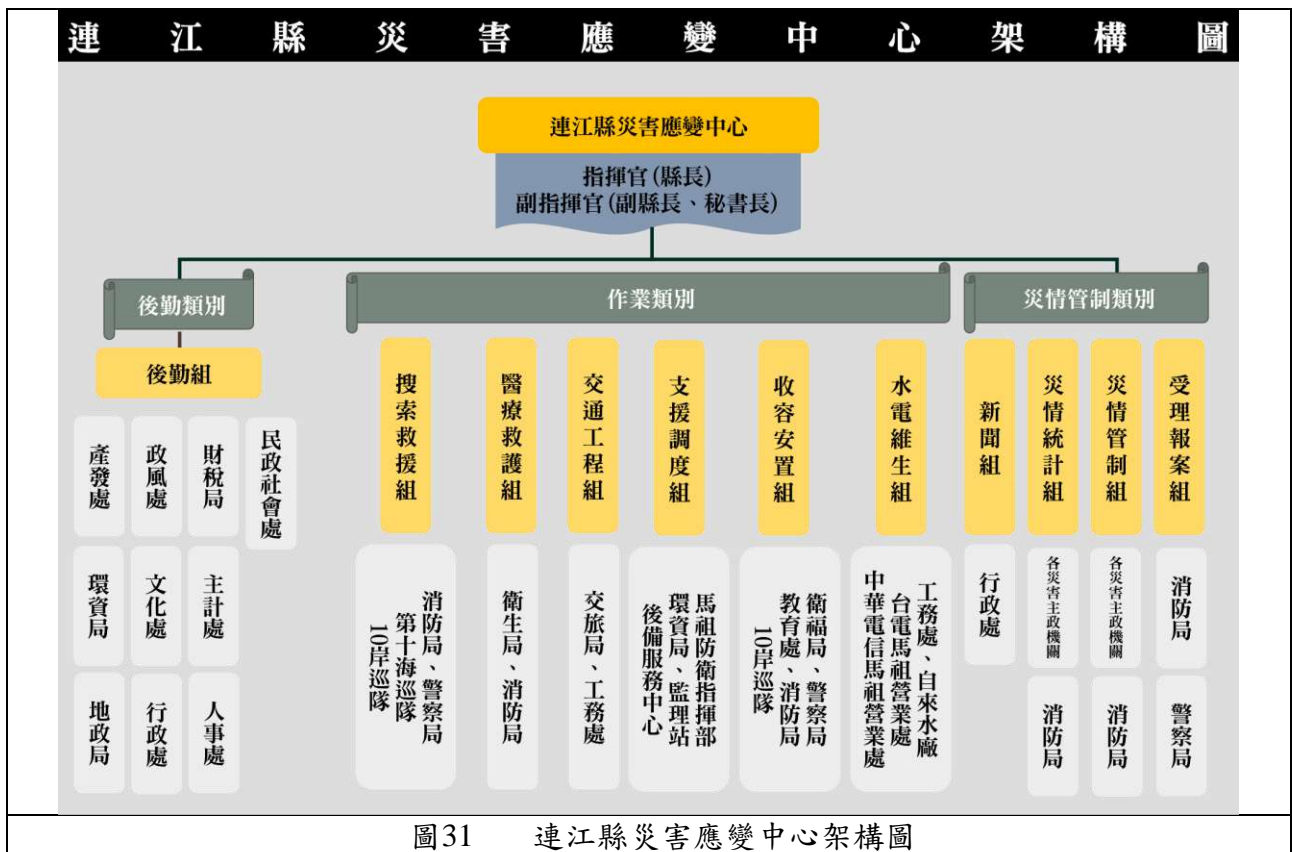 連江縣災害應變中心架構圖
連江縣災害應變中心
指揮官(縣長)
副指揮官(副縣長、秘書長)
後勤類別
作業類別
災情管制類別
後勤組
搜索救援組
醫療救護組
交通工程組
支援調度組
收容安置組
水電維生組
新聞組
災情統計組
災情管制組
受理報案組
產發處
政風處
財稅局
民政社會處
環資局
文化處
主計處
地政局
行政處
人事處
消防局、警察局
第十海巡隊
10岸巡隊
衛生局、消防局
交旅局、工務處
馬祖防衛指揮部
環資局、監理站
後備服務中心
衛福局、警察局
教育處、消防局
10岸巡隊
工務處、自來水廠
台電馬祖營業處
中華電信馬祖營業處
行政處
各災害主政機關
消防局
各災害主政機關
消防局
消防局
警察局
圖31 連江縣災害應變中心架構圖